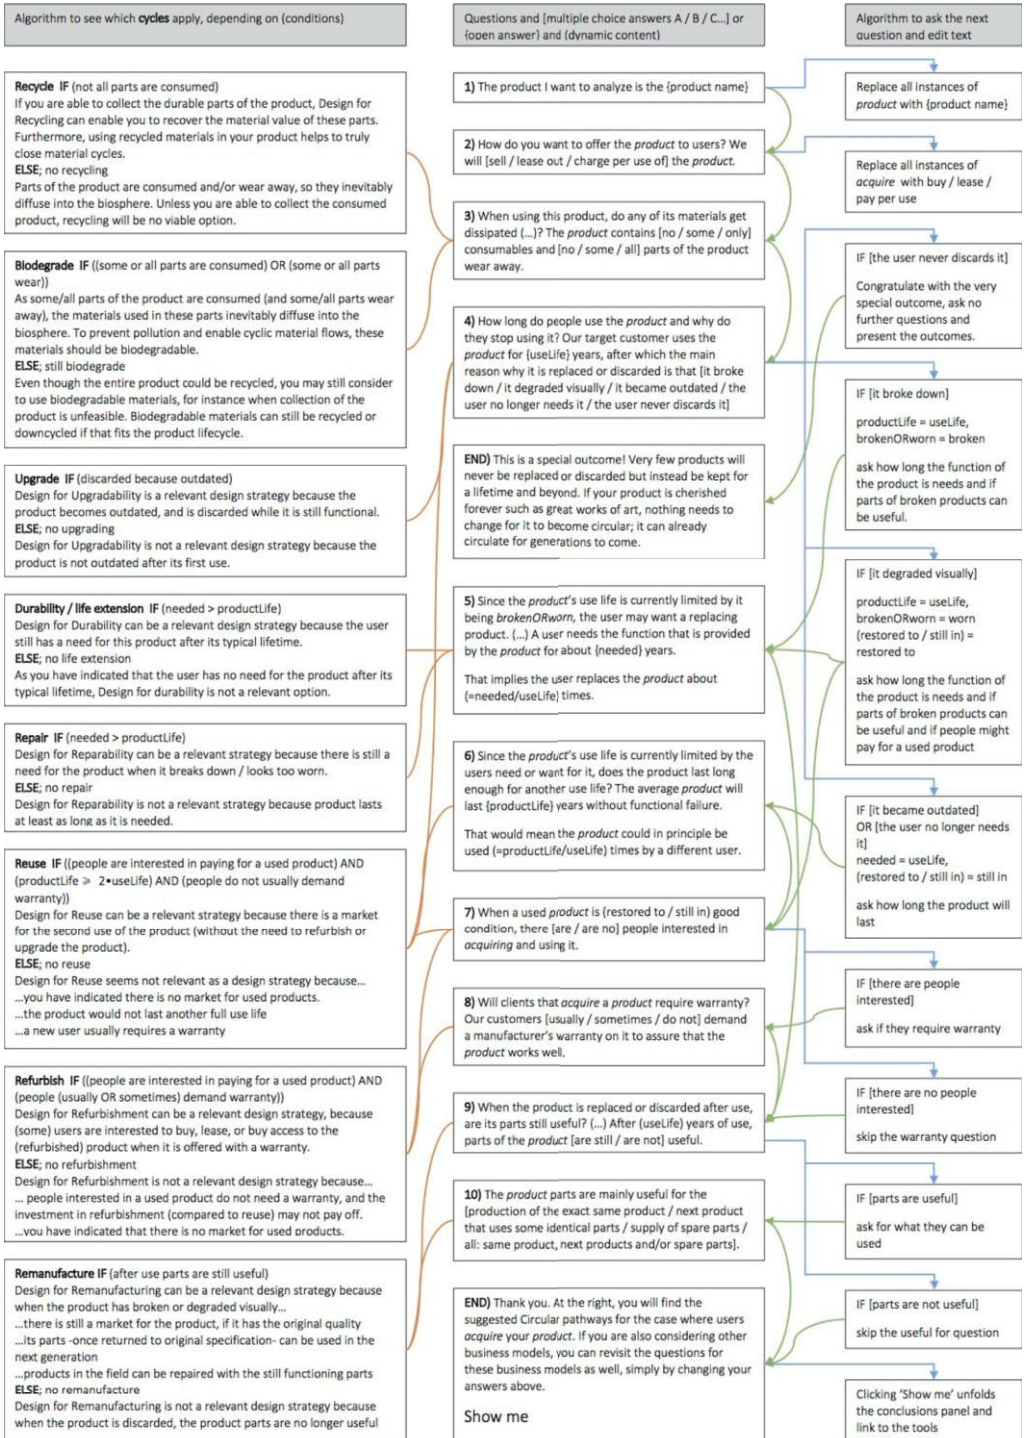 Algorithm to see which cycles apply, depending on (conditions)
Recycle IF (not all parts are consumed)
If you are able to collect the durable parts of the product, Design for
Recycling can enable you to recover the material value of these parts.
Furthermore, using recycled materials in your product helps to truly
close material cycles.
ELSE; no recycling
Parts of the product are consumed and/or wear away, so they inevitably
diffuse into the biosphere. Unless you are able to collect the consumed
product, recycling will be no viable option.
Biodegrade IF ((some or all parts are consumed) OR (some or all parts
wear))
As some/all parts of the product are consumed (and some/all parts wear
away), the materials used in these parts inevitably diffuse into the
biosphere. To prevent pollution and enable cyclic material flows, these
materials should be biodegradable.
ELSE; still biodegrade
Even though the entire product could be recycled, you may still consider
to use biodegradable materials, for instance when collection of the
product is unfeasible. Biodegradable materials can still be recycled or
downcycled if that fits the product lifecycle.
Upgrade IF (discarded because outdated)
Design for Upgradability is a relevant design strategy because the
product becomes outdated, and is discarded while it is still functional.
ELSE; no upgrading
Design for Upgradability is not a relevant design strategy because the
product is not outdated after its first use.
Durability / life extension IF (needed > productLife)
Design for Durability can be a relevant design strategy because the user
still has a need for this product after its typical lifetime.
ELSE; no life extension
As you have indicated that the user has no need for the product after its
typical lifetime, Design for durability is not a relevant option.
Repair IF (needed > productLife)
Design for Reparability can be a relevant strategy because there is still a
need for the product when it breaks down / looks too worn.
ELSE; no repair
Design for Reparability is not a relevant strategy because product lasts
at least as long as it is needed.
Reuse IF ((people are interested in paying for a used product) AND
(productLife ⩾ 2•useLife) AND (people do not usually demand
warranty))
Design for Reuse can be a relevant strategy because there is a market
for the second use of the product (without the need to refurbish or
upgrade the product).
ELSE; no reuse
Design for Reuse seems not relevant as a design strategy because...
...you have indicated there is no market for used products.
...the product would not last another full use life
...a new user usually requires a warranty
Refurbish IF ((people are interested in paying for a used product) AND
(people (usually OR sometimes) demand warranty))
Design for Refurbishment can be a relevant design strategy, because
(some) users are interested to buy, lease, or buy access to the
(refurbished) product when it is offered with a warranty.
ELSE; no refurbishment
Design for Refurbishment is not a relevant design strategy because...
... people interested in a used product do not need a warranty, and the
investment in refurbishment (compared to reuse) may not pay off.
...you have indicated that there is no market for used products.
Remanufacture IF (after use parts are still useful)
Design for Remanufacturing can be a relevant design strategy because
when the product has broken or degraded visually...
...there is still a market for the product, if it has the original quality
...its parts -once returned to original specification- can be used in the
next generation
...products in the field can be repaired with the still functioning parts
ELSE; no remanufacture
Design for Remanufacturing is not a relevant design strategy because
when the product is discarded, the product parts are no longer useful
Questions and [multiple choice answers A / B / C...] or
{open answer} and (dynamic content)
1) The product I want to analyze is the {product name}
2) How do you want to offer the product to users? We
will [sell / lease out / charge per use of] the product.
3) When using this product, do any of its materials get
dissipated (...)? The product contains [no / some / only]
consumables and [no / some / all] parts of the product
wear away.
4) How long do people use the product and why do
they stop using it? Our target customer uses the
product for {useLife} years, after which the main
reason why it is replaced or discarded is that [it broke
down / it degraded visually / it became outdated / the
user no longer needs it / the user never discards it]
END) This is a special outcome! Very few products will
never be replaced or discarded but instead be kept for
a lifetime and beyond. If your product is cherished
forever such as great works of art, nothing needs to
change for it to become circular; it can already
circulate for generations to come.
5) Since the product's use life is currently limited by it
being brokenORworn, the user may want a replacing
product. (...) A user needs the function that is provided
by the product for about {needed} years.
That implies the user replaces the product about
(=needed/useLife) times.
6) Since the product's use life is currently limited by the
users need or want for it, does the product last long
enough for another use life? The average product will
last {productLife} years without functional failure.
That would mean the product could in principle be
used (=productLife/useLife) times by a different user.
7) When a used product is (restored to / still in) good
condition, there [are / are no] people interested in
acquiring and using it.
8) Will clients that acquire a product require warranty?
Our customers [usually / sometimes / do not] demand
a manufacturer's warranty on it to assure that the
product works well.
9) When the product is replaced or discarded after use,
are its parts still useful? (...) After (useLife) years of use,
parts of the product [are still / are not] useful.
10) The product parts are mainly useful for the
[production of the exact same product / next product
that uses some identical parts / supply of spare parts /
all: same product, next products and/or spare parts].
END) Thank you. At the right, you will find the
suggested Circular pathways for the case where users
acquire your product. If you are also considering other
business models, you can revisit the questions for
these business models as well, simply by changing your
answers above.
Show me
Algorithm to ask the next
question and edit text
Replace all instances of
product with {product name}
Replace all instances of
acquire with buy / lease /
pay per use
IF [the user never discards it]
Congratulate with the very
special outcome, ask no
further questions and
present the outcomes.
IF [it broke down]
productLife = useLife,
brokenORworn = broken
ask how long the function of
the product is needs and if
parts of broken products can
be useful.
IF [it degraded visually]
productLife = useLife,
brokenORworn = worn
(restored to / still in) =
restored to
ask how long the function of
the product is needs and if
parts of broken products can
be useful and if people might
pay for a used product
IF [it became outdated]
OR [the user no longer needs
it]
needed = useLife,
(restored to / still in) = still in
ask how long the product will
last
IF [there are people
interested]
ask if they require warranty
IF [there are no people
interested]
skip the warranty question
IF [parts are useful]
ask for what they can be
used
IF [parts are not useful]
skip the useful for question
Clicking 'Show me' unfolds
the conclusions panel and
link to the tools